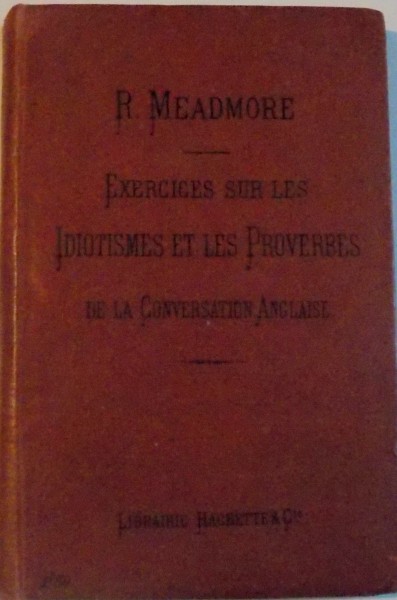 R. MEADMORE
EXERCICES SUR LES
IDIOTISMES ET LES PROVERBES
DE LA CONVERSATION ANGLAISE
LIBRAIRIE HACHETTE & Cie